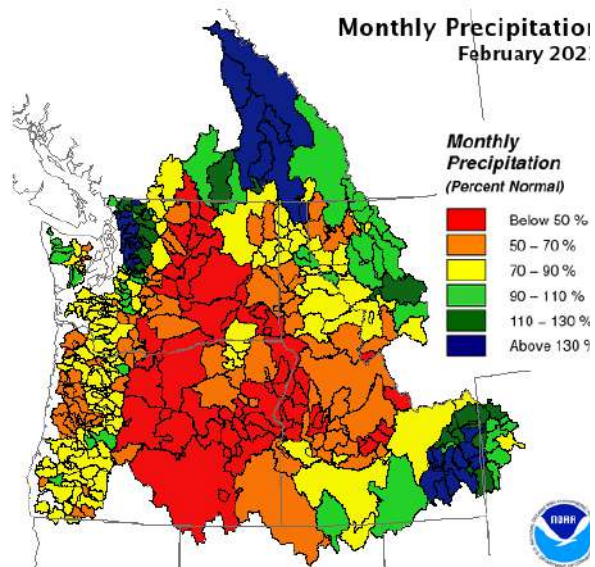 Monthly Precipitation
February 202
Monthly
Precipitation
(Percent Normal)
Below 50 %
50 – 70 %
70 – 90 %
90 – 110 %
110 – 130 %
Above 130 %
NOAA